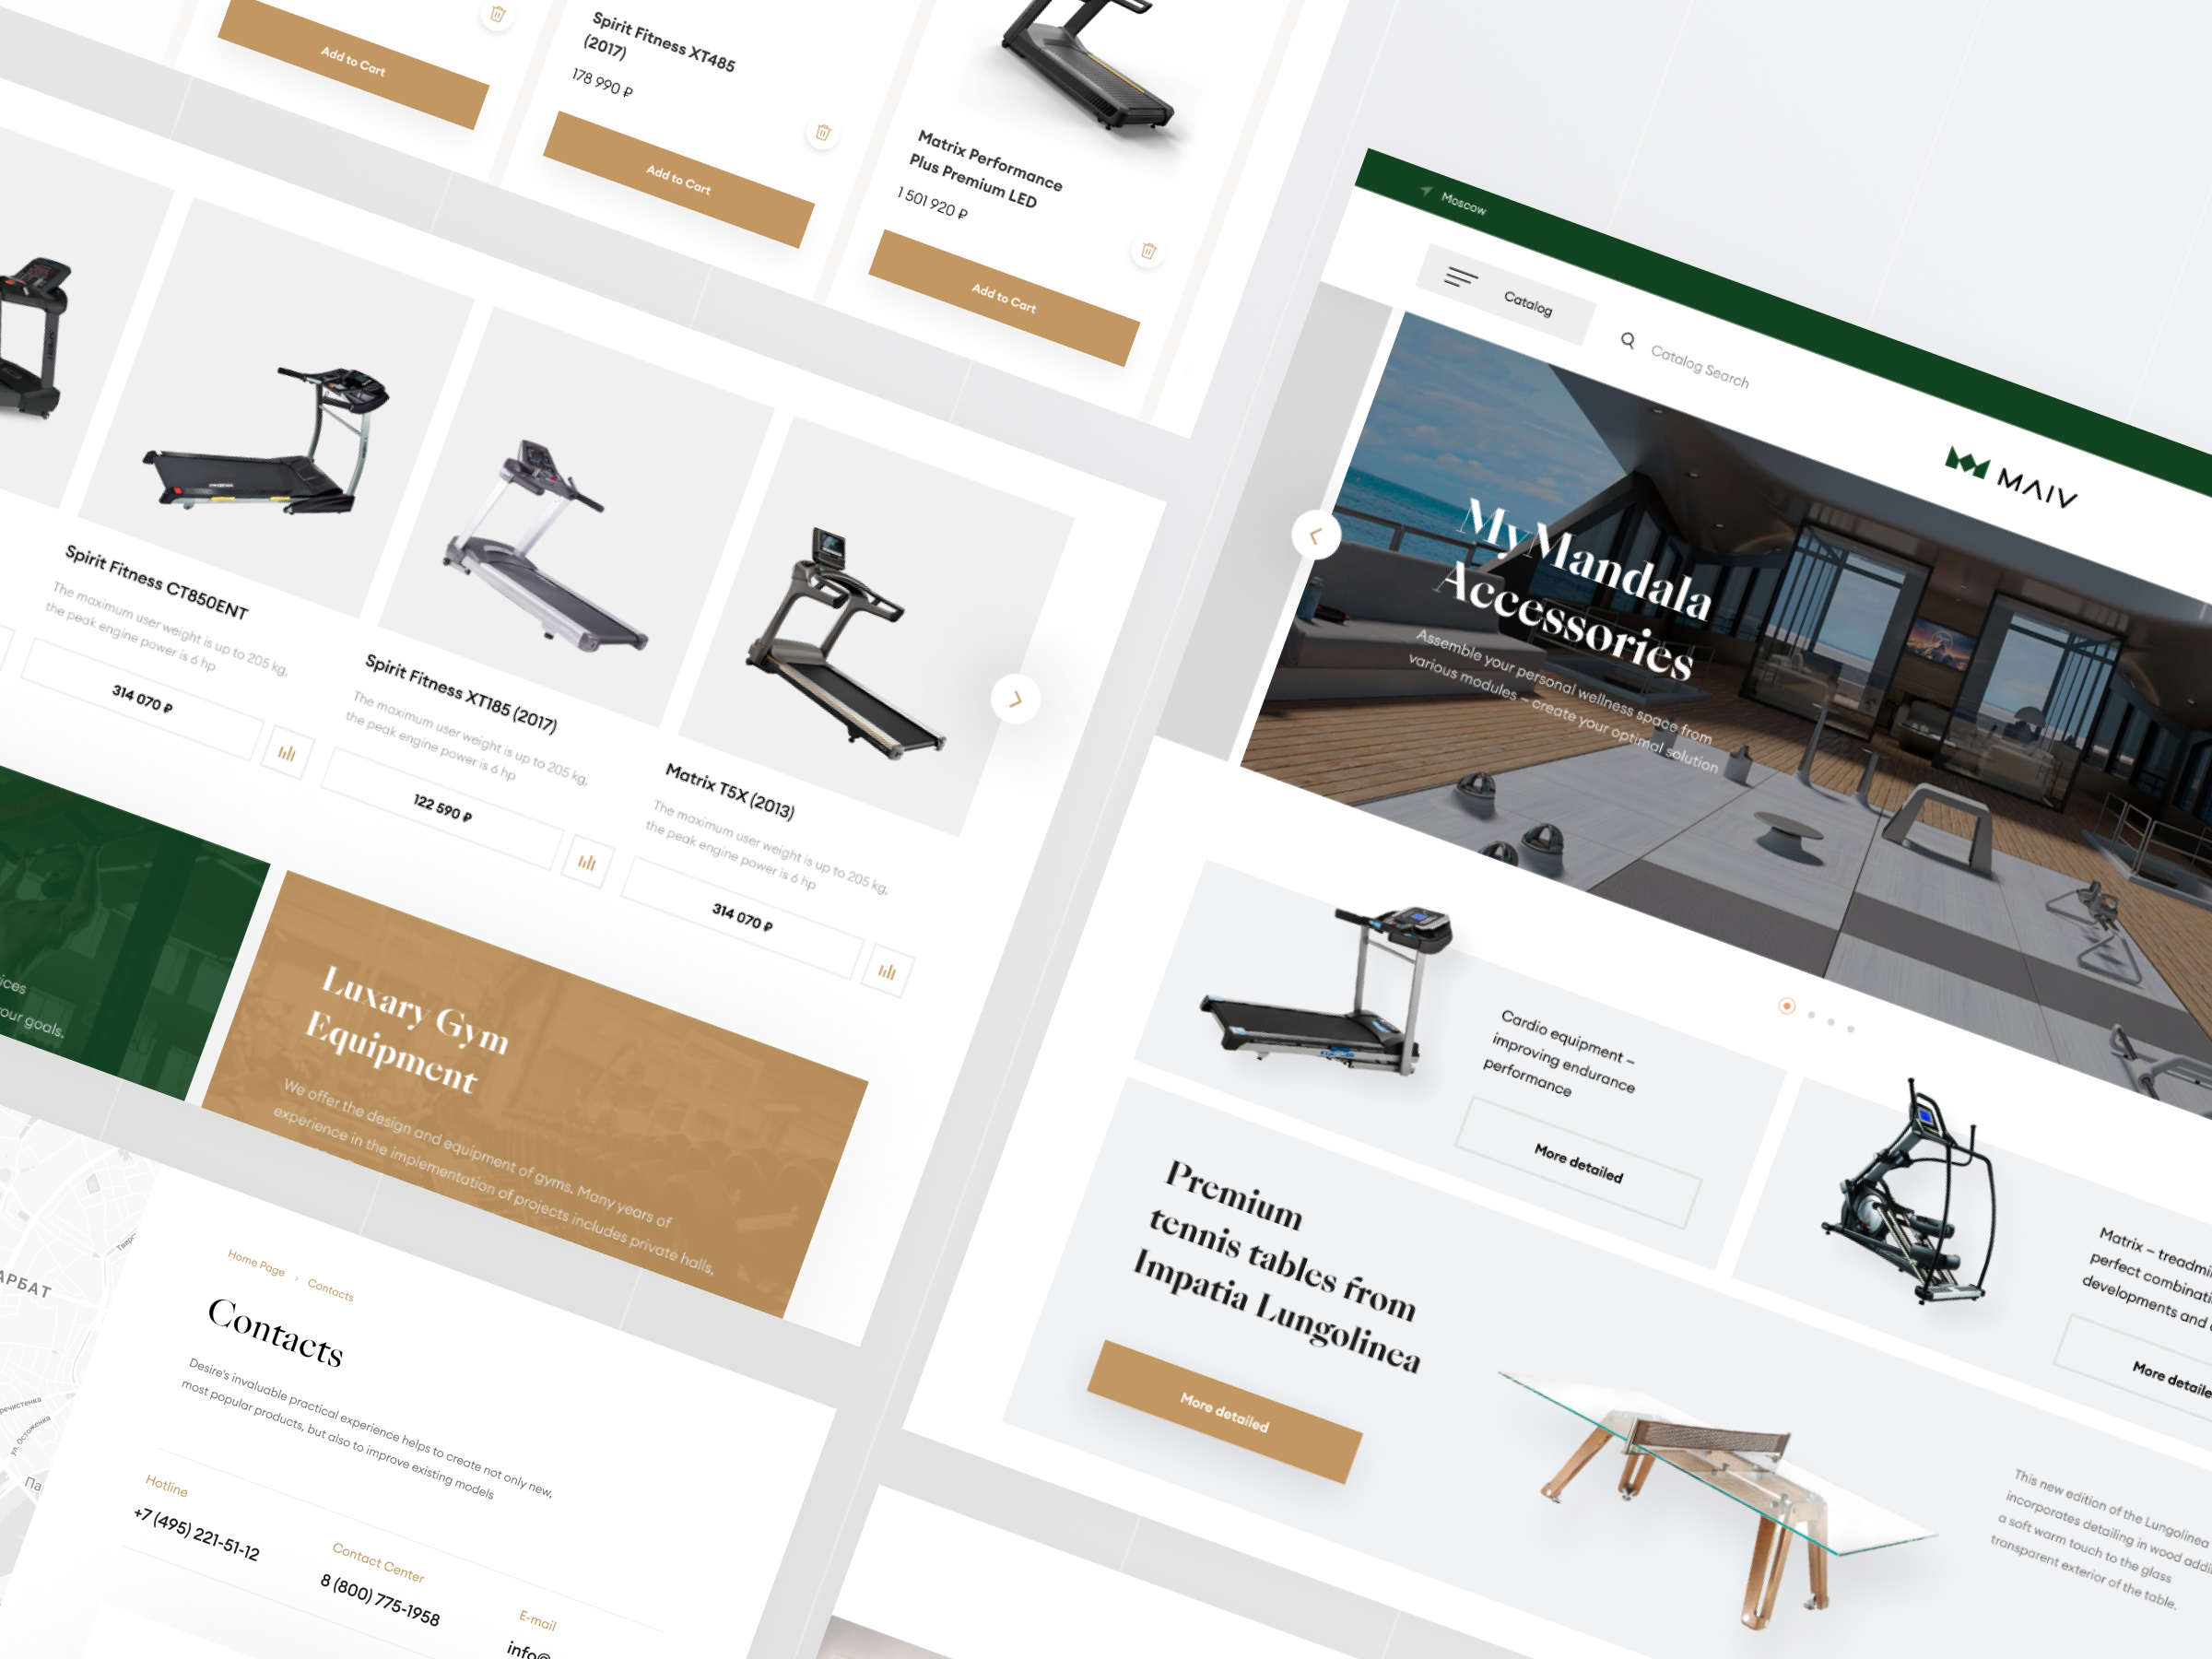 Add to Cart
Spirit Fitness XT485
(2017)
178 990 ₽
Add to Cart
Matrix Performance
Plus Premium LED
1 501 920 ₽
Add to Cart
Spirit Fitness CT850ENT
The maximum user weight is up to 205 kg,
the peak engine power is 6 hp
314 070 ₽
Spirit Fitness XT185 (2017)
The maximum user weight is up to 205 kg,
the peak engine power is 6 hp
122 590 ₽
Matrix T5X (2013)
The maximum user weight is up to 205 kg,
the peak engine power is 6 hp
314 070 ₽
ices
our goals.
Luxary Gym
Equipment
We offer the design and equipment of gyms. Many years of
experience in the implementation of projects includes private halls,
АРБАТ
ул. Остоженка
Па
Home Page > Contacts
Contacts
Desire's invaluable practical experience helps to create not only new,
most popular products, but also to improve existing models
Hotline
+7 (495) 221-51-12
Contact Center
8 (800) 775-1958
E-mail
info@
Moscow
Catalog
Catalog Search
MAIV
MyMandala
Accessories
Assemble your personal wellness space from
various modules – create your optimal solution
Cardio equipment –
improving endurance
performance
More detailed
Matrix – treadmi
perfect combinati
developments and
More detaile
Premium
tennis tables from
Impatia Lungolinea
More detailed
This new edition of the Lungolinea
incorporates detailing in wood addi
a soft warm touch to the glass
transparent exterior of the table.